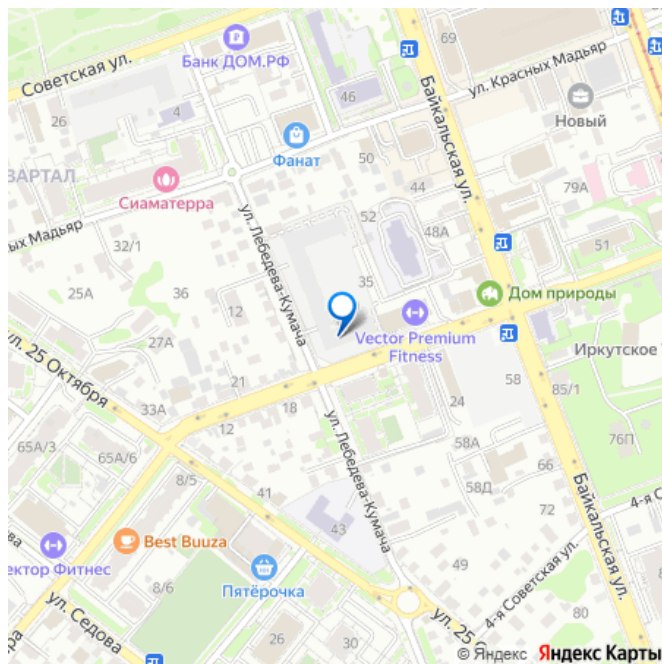 Банк ДОМ.РФ
Советская ул.
69
26
4
46
ул. Красных Мадьяр
Байкальская ул.
Новый
Фанат
50
ВАРТАЛ
Сиаматерра
44
79А
52
48А
51
ых Мадьяр
32/1
ул. Лебедева-Кумача
25А
36
12
35
Дом природы
Vector Premium
Fitness
27А
Иркутское
ул. 25 Октября
21
33А
18
12
58
85/1
24
65А/3
65А/6
ул. Лебедева-Кумача
58А
76П
8/5
66
41
58Д
72
4-я Сове
Байкальская ул.
43
Best Buuza
ектор Фитнес
Пятёрочка
49
8/6
4-я Советская ул.
80
ул. Седова
ул. 25 О
26
30
© Яндекс Яндекс Карты